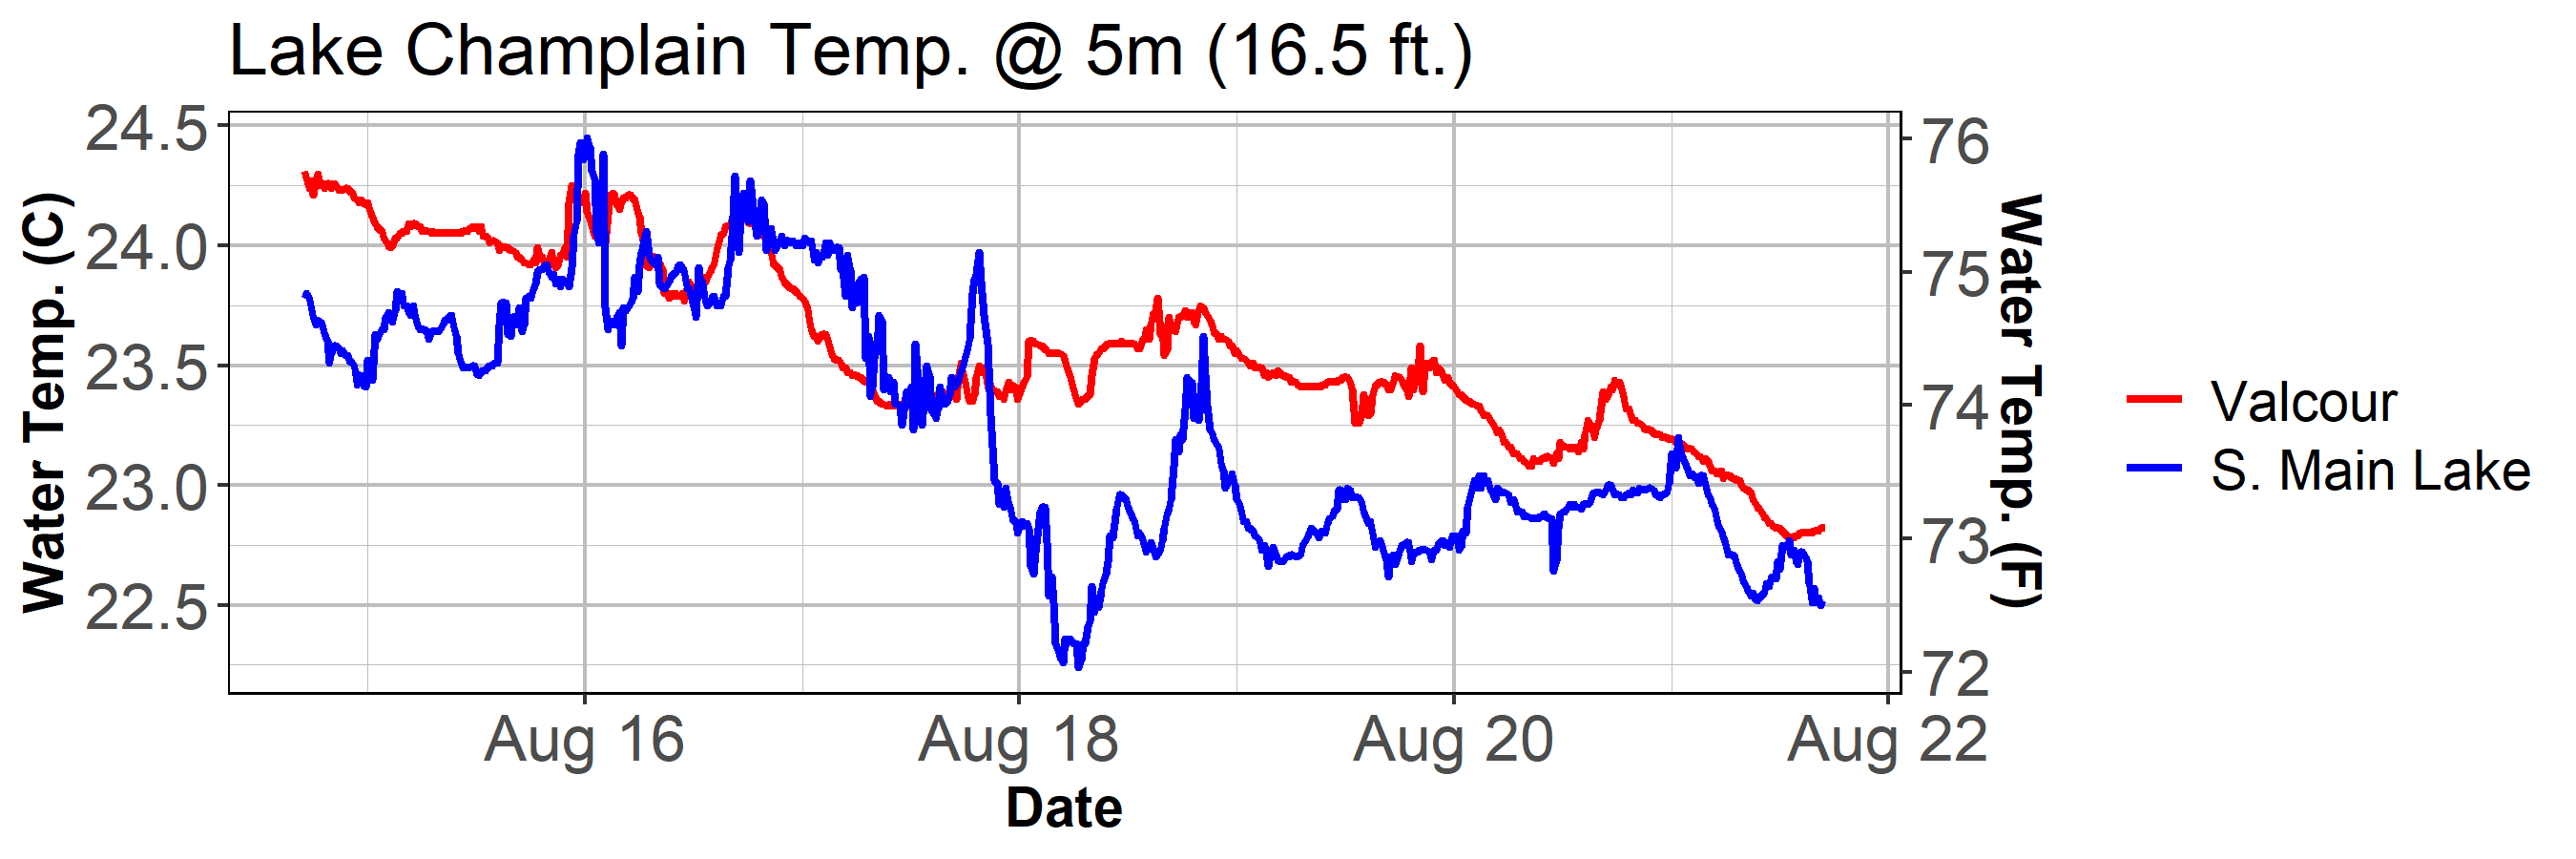 Lake Champlain Temp. @ 5m (16.5 ft.)
Water Temp. (C)
24.5
24.0
23.5
23.0
22.5
76
75
74
73
72
Water Temp. (F)
Aug 16
Aug 18
Aug 20
Aug 22
Date
Valcour
S. Main Lake